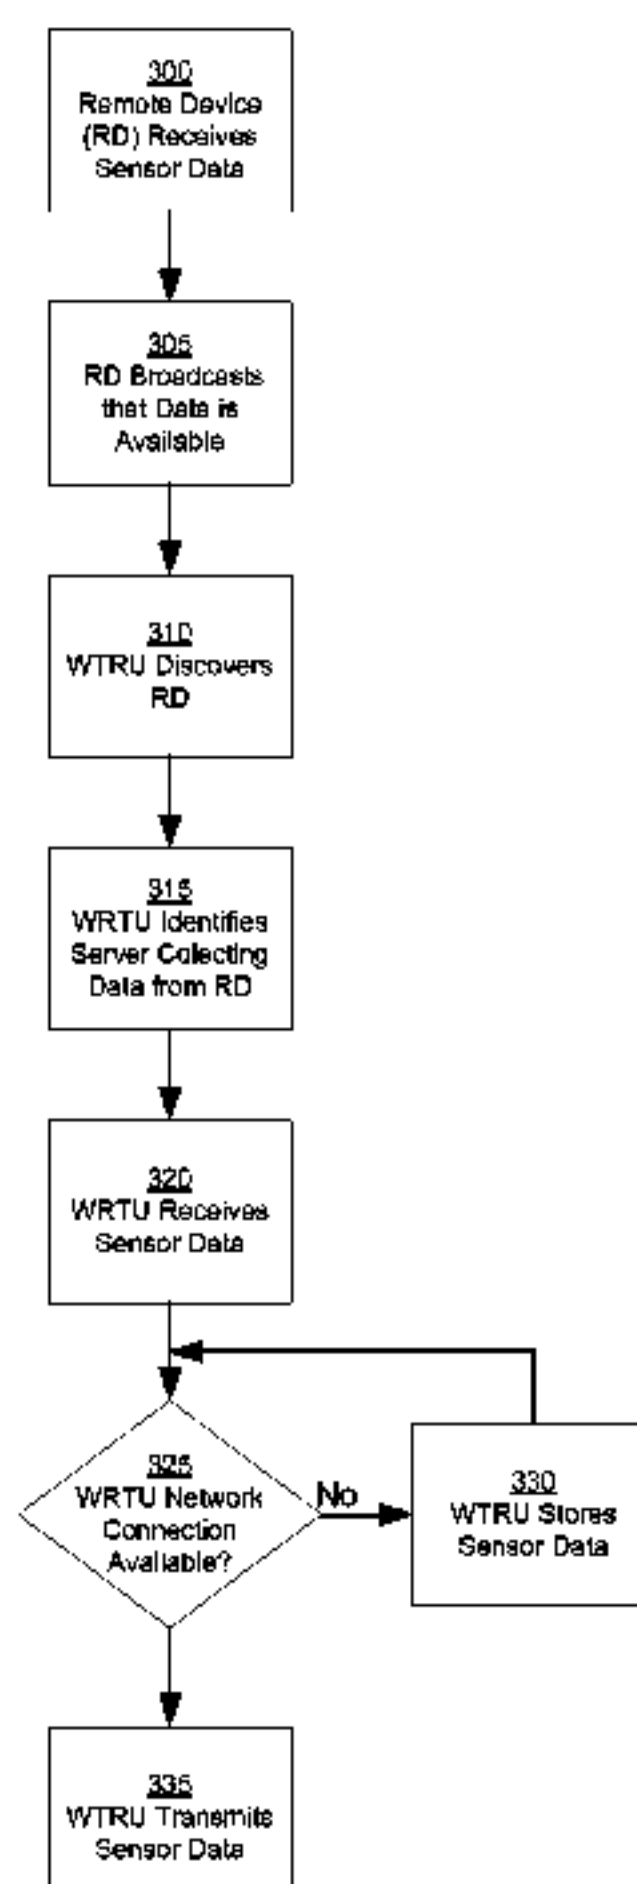 300
Remote Device
(RD) Receives
Sensor Data
305
RD Broadcasts
that Data is
Available
310
WTRU Discovers
RD
315
WRTU Identifies
Server Colecting
Data from RD
320
WRTU Receives
Sensor Data
325
WRTU Network
Connection
Available?
No
330
WTRU Stores
Sensor Data
335
WTRU Transmits
Sensor Data